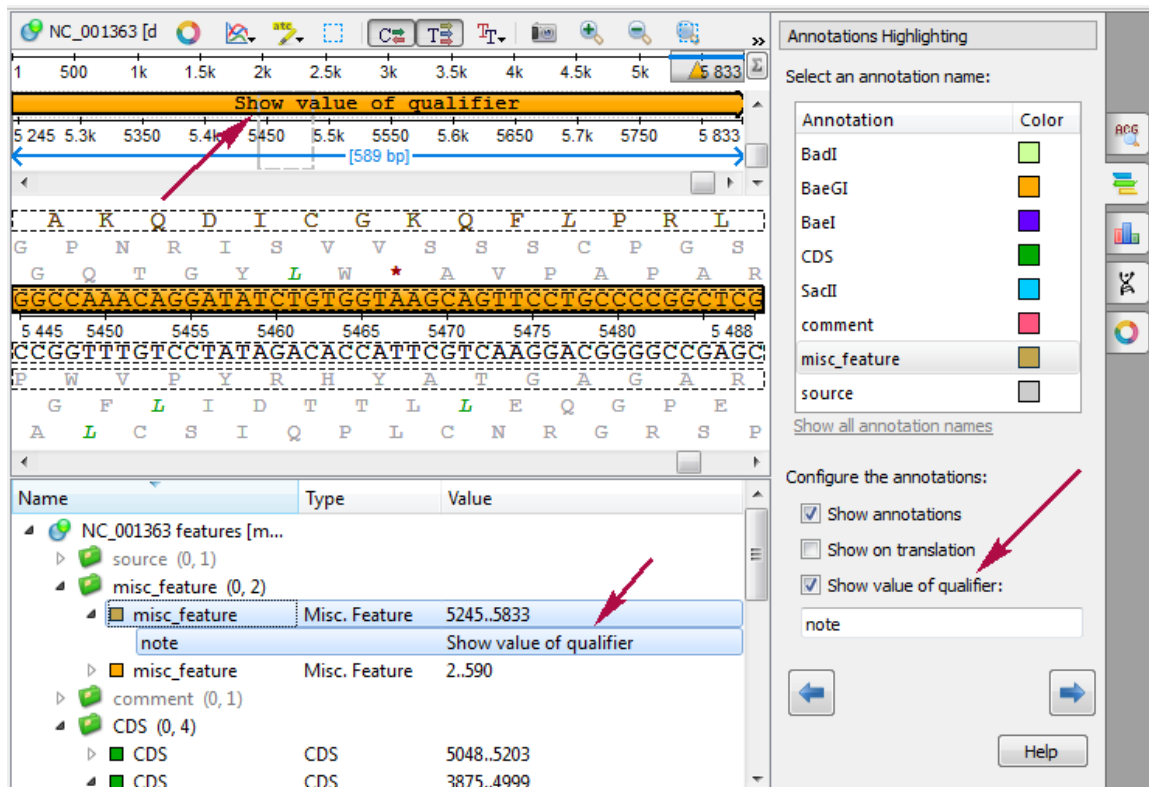 NC_001363 [d
atc
C
T
TT
»
Annotations Highlighting
1 500 1k 1.5k 2k 2.5k 3k 3.5k 4k 4.5k 5k 5 833 Σ
Select an annotation name:
Show value of qualifier
5 245 5.3k 5350 5.4k 5450 5.5k 5550 5.6k 5650 5.7k 5750 5 833
[589 bp]
A K Q D I C G K Q F L P R L
G P N R I S V V S S S C P G S
G Q T G Y L W * A V P A P A R
GGCCAAACAGGATATCTGTGGTAAGCAGTTCCTGCCCCGGCTCG
5 445 5450 5455 5460 5465 5470 5475 5480 5 488
CCGGTTTGTCCTATAGACACCATTCGTCAAGGACGGGGCCGAGC
P W V P Y R H Y A T G A G A R
G F L I D T T L L E Q G P E
A L C S I Q P L C N R G R S P
Annotation Color
BadI
BaeGI
BaeI
CDS
SacII
comment
misc_feature
source
Show all annotation names
ACG
Configure the annotations:
Show annotations
Show on translation
Show value of qualifier:
note
Help
Name Type Value
NC_001363 features [m...
source (0, 1)
misc_feature (0, 2)
misc_feature Misc. Feature 5245..5833
note Show value of qualifier
misc_feature Misc. Feature 2..590
comment (0, 1)
CDS (0, 4)
CDS CDS 5048..5203
CDS CDS 3875..4999